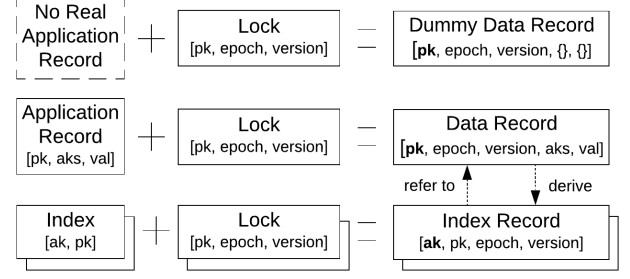 No Real
Application
Record
+
Lock
[pk, epoch, version]
=
Dummy Data Record
[pk, epoch, version, {}, {}]
Application
Record
[pk, aks, val]
+
Lock
[pk, epoch, version]
=
Data Record
[pk, epoch, version, aks, val]
refer to
derive
Index
[ak, pk]
+
Lock
[pk, epoch, version]
=
Index Record
[ak, pk, epoch, version]